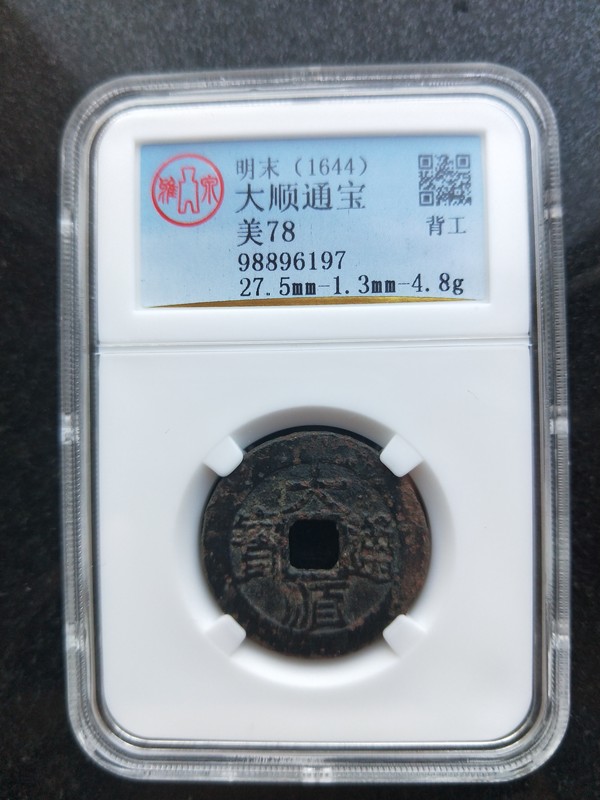 明末（1644）
大顺通宝
美78
98896197
27.5mm-1.3mm-4.8g
背工
大
顺
通